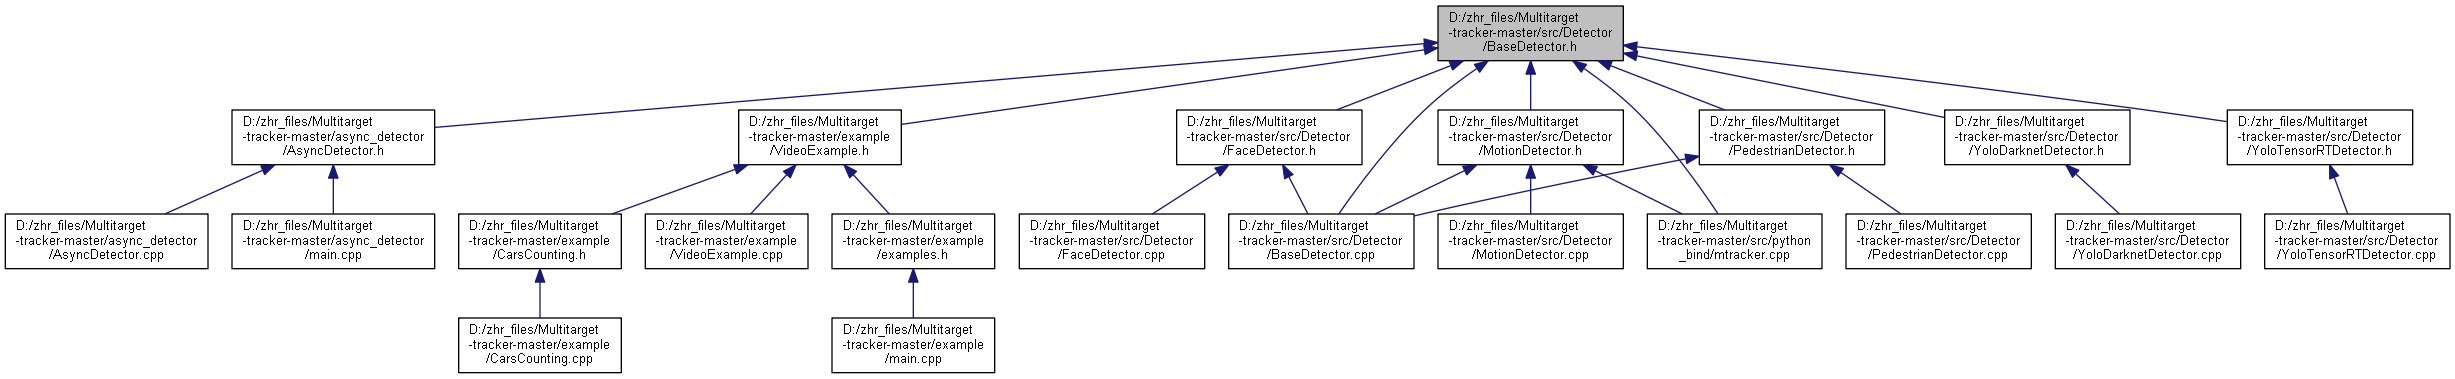 D:/zhr_files/Multitarget
-tracker-master/src/Detector
/BaseDetector.h
D:/zhr_files/Multitarget
-tracker-master/async_detector
/AsyncDetector.h
D:/zhr_files/Multitarget
-tracker-master/example
/VideoExample.h
D:/zhr_files/Multitarget
-tracker-master/src/Detector
/FaceDetector.h
D:/zhr_files/Multitarget
-tracker-master/src/Detector
/MotionDetector.h
D:/zhr_files/Multitarget
-tracker-master/src/Detector
/PedestrianDetector.h
D:/zhr_files/Multitarget
-tracker-master/src/Detector
/YoloDarknetDetector.h
D:/zhr_files/Multitarget
-tracker-master/src/Detector
/YoloTensorRTDetector.h
D:/zhr_files/Multitarget
-tracker-master/async_detector
/AsyncDetector.cpp
D:/zhr_files/Multitarget
-tracker-master/async_detector
/main.cpp
D:/zhr_files/Multitarget
-tracker-master/example
/CarsCounting.h
D:/zhr_files/Multitarget
-tracker-master/example
/VideoExample.cpp
D:/zhr_files/Multitarget
-tracker-master/example
/examples.h
D:/zhr_files/Multitarget
-tracker-master/src/Detector
/FaceDetector.cpp
D:/zhr_files/Multitarget
-tracker-master/src/Detector
/BaseDetector.cpp
D:/zhr_files/Multitarget
-tracker-master/src/Detector
/MotionDetector.cpp
D:/zhr_files/Multitarget
-tracker-master/src/python
_bind/mtracker.cpp
D:/zhr_files/Multitarget
-tracker-master/src/Detector
/PedestrianDetector.cpp
D:/zhr_files/Multitarget
-tracker-master/src/Detector
/YoloDarknetDetector.cpp
D:/zhr_files/Multitarget
-tracker-master/src/Detector
/YoloTensorRTDetector.cpp
D:/zhr_files/Multitarget
-tracker-master/example
/CarsCounting.cpp
D:/zhr_files/Multitarget
-tracker-master/example
/main.cpp